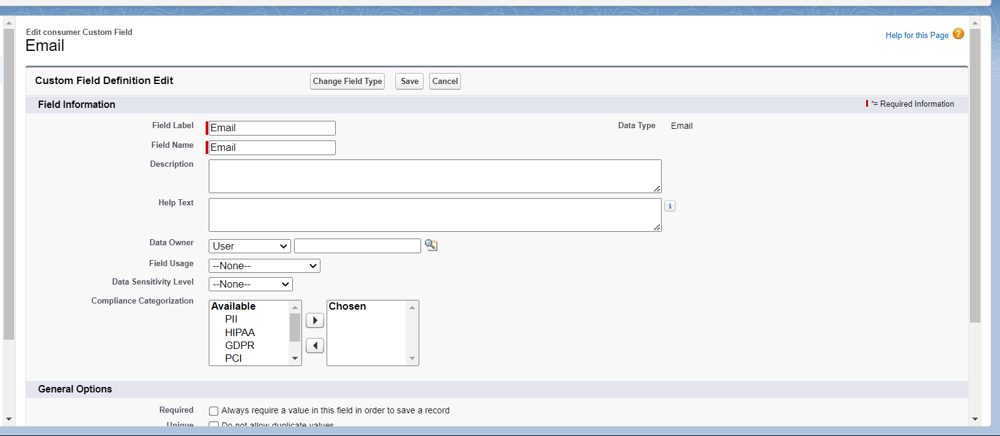 Edit consumer Custom Field
Email
Help for this Page ?
Custom Field Definition Edit
Change Field Type
Save
Cancel
Field Information
*= Required Information
Field Label
Email
Data Type
Email
Field Name
Email
Description
Help Text
i
Data Owner
User
Field Usage
--None--
Data Sensitivity Level
--None--
Compliance Categorization
Available
PII
HIPAA
GDPR
PCI
Chosen
General Options
Required
Always require a value in this field in order to save a record
Unique
Do not allow duplicate values